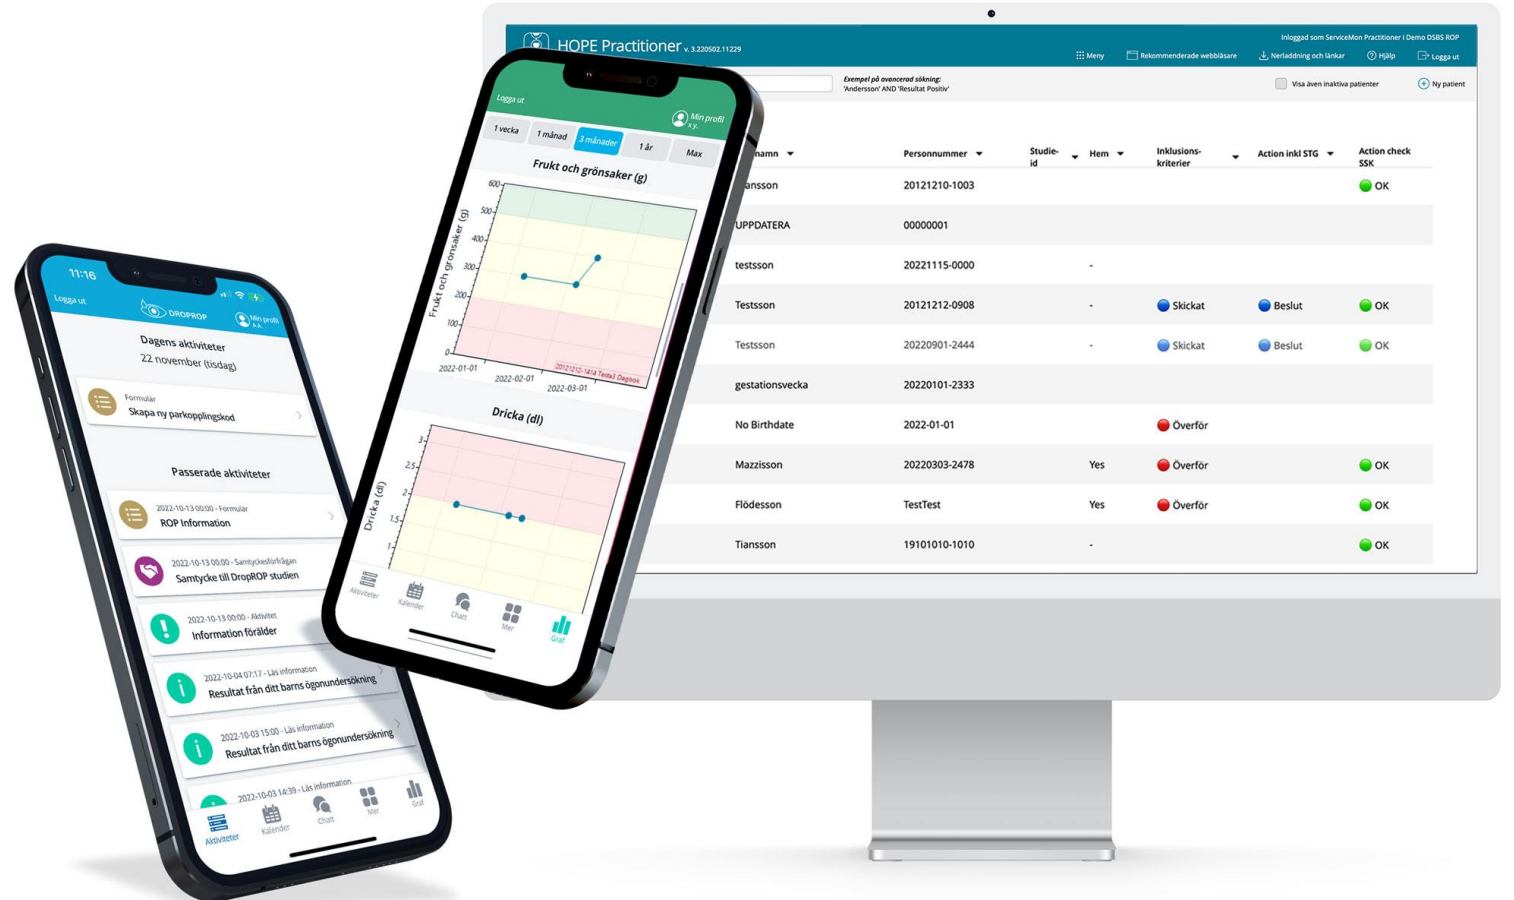 HOPE Practitioner v. 3.220502.11229
Inloggad som ServiceMon Practitioner i Demo DSBS ROP
Meny
Rekommenderade webbläsare
Nerladdning och länkar
Hjälp
Logga ut
Exempel på avancerad sökning:
'Andersson' AND 'Resultat Positiv'
Visa även inaktiva patienter
Ny patient
namn Personnummer Studie-id Hem Inklusions-kriterier Action inkl STG Action check SSK
ansson 20121210-1003 OK
UPPDATERA 00000001
testsson 20221115-0000 -
Testsson 20121212-0908 - Skickat Beslut OK
Testsson 20220901-2444 - Skickat Beslut OK
gestationsvecka 20220101-2333
No Birthdate 2022-01-01 Överför
Mazzisson 20220303-2478 Yes Överför OK
Flödesson TestTest Yes Överför OK
Tiansson 19101010-1010 - OK
Logga ut
Min profil
x y.
1 vecka 1 månad 3 månader 1 år Max
Frukt och grönsaker (g)
Frukt och grönsaker (g)
600
500
400
300
200
100
0
20121212-1414 Testa3 Dagbok
2022-01-01 2022-02-01 2022-03-01
Dricka (dl)
Dricka (dl)
3
2.5
2
1.5
1
Aktiviteter Kalender Chatt Mer Graf
11:16
Logga ut
DROPROP
Min profil
A.A.
Dagens aktiviteter
22 november (tisdag)
Formulär
Skapa ny parkopplingskod
Passerade aktiviteter
2022-10-13 00:00 - Formulär
ROP Information
2022-10-13 00:00 - Samtyckesförfrågan
Samtycke till DropROP studien
2022-10-13 00:00 - Aktivitet
Information förälder
2022-10-04 07:17 - Läs information
Resultat från ditt barns ögonundersökning
2022-10-03 15:00 - Läs information
Resultat från ditt barns ögonundersökning
2022-10-03 14:39 - Läs information
Aktiviteter Kalender Chatt Mer Graf